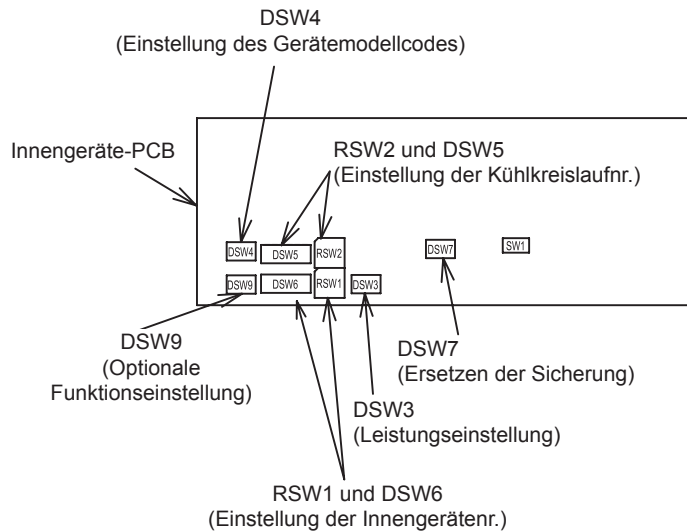 DSW4
(Einstellung des Gerätemodellcodes)
Innengeräte-PCB
RSW2 und DSW5
(Einstellung der Kühlkreislaufnr.)
DSW4
DSW5
RSW2
DSW7
SW1
DSW9
DSW6
RSW1
DSW3
DSW9
(Optionale
Funktionseinstellung)
DSW7
(Ersetzen der Sicherung)
DSW3
(Leistungseinstellung)
RSW1 und DSW6
(Einstellung der Innengerätenr.)